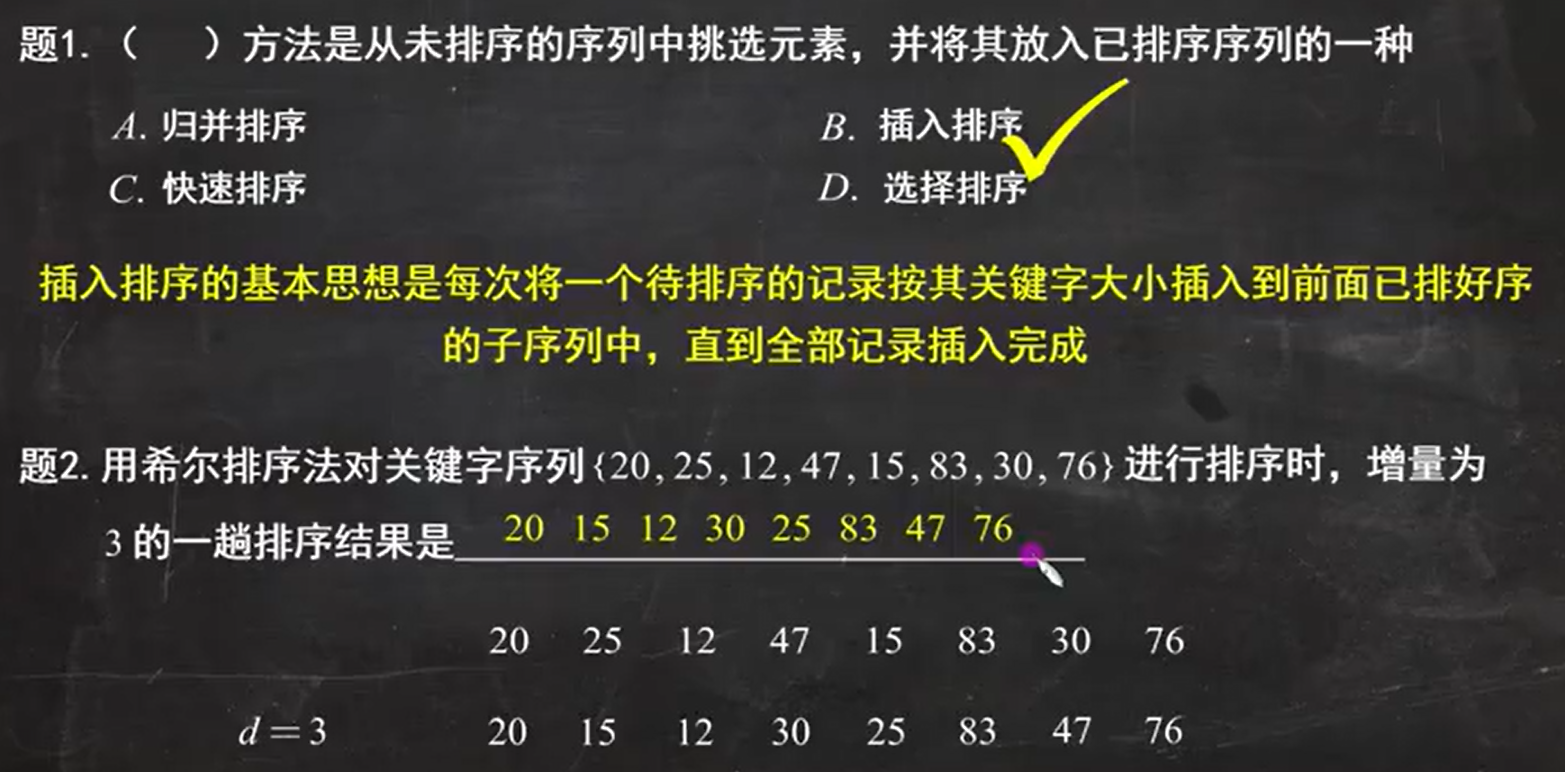 题1.（ ）方法是从未排序的序列中挑选元素，并将其放入已排序序列的一种
A. 归并排序 B. 插入排序
C. 快速排序 D. 选择排序
插入排序的基本思想是每次将一个待排序的记录按其关键字大小插入到前面已排好序
的子序列中，直到全部记录插入完成
题2. 用希尔排序法对关键字序列{20,25,12,47,15,83,30,76}进行排序时，增量为
3的一趟排序结果是 20 15 12 30 25 83 47 76
20 25 12 47 15 83 30 76
d=3 20 15 12 30 25 83 47 76